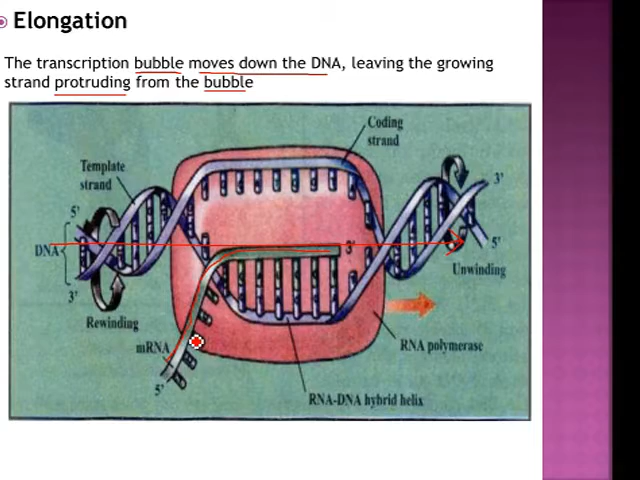 Elongation
The transcription bubble moves down the DNA, leaving the growing
strand protruding from the bubble
Coding
strand
Template
strand
3'
5'
DNA
3'
5'
3'
Unwinding
Rewinding
mRNA
RNA polymerase
5'
RNA-DNA hybrid helix